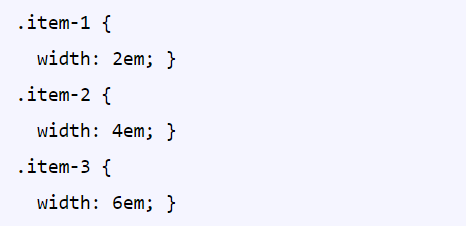 .item-1 {
  width: 2em; }
.item-2 {
  width: 4em; }
.item-3 {
  width: 6em; }